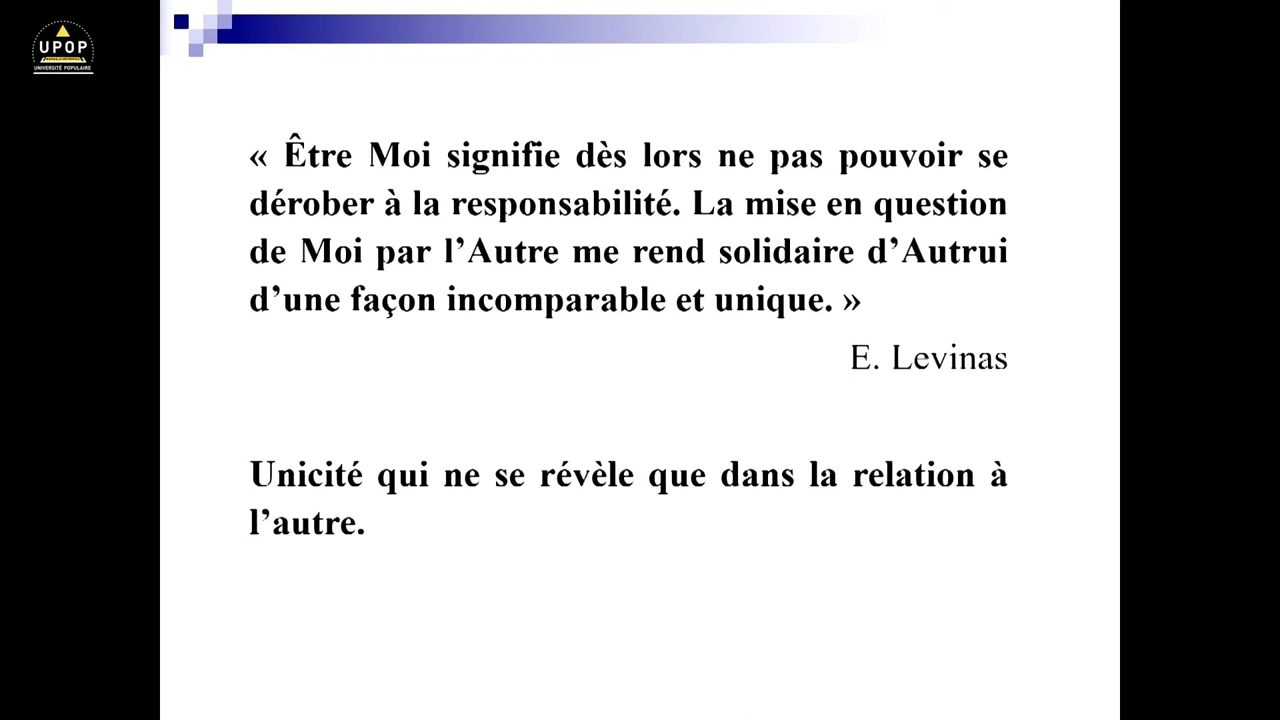 UPOP
UNIVERSITÉ POPULAIRE
« Être Moi signifie dès lors ne pas pouvoir se
dérober à la responsabilité. La mise en question
de Moi par l’Autre me rend solidaire d’Autrui
d’une façon incomparable et unique. »
E. Levinas
Unicité qui ne se révèle que dans la relation à
l’autre.